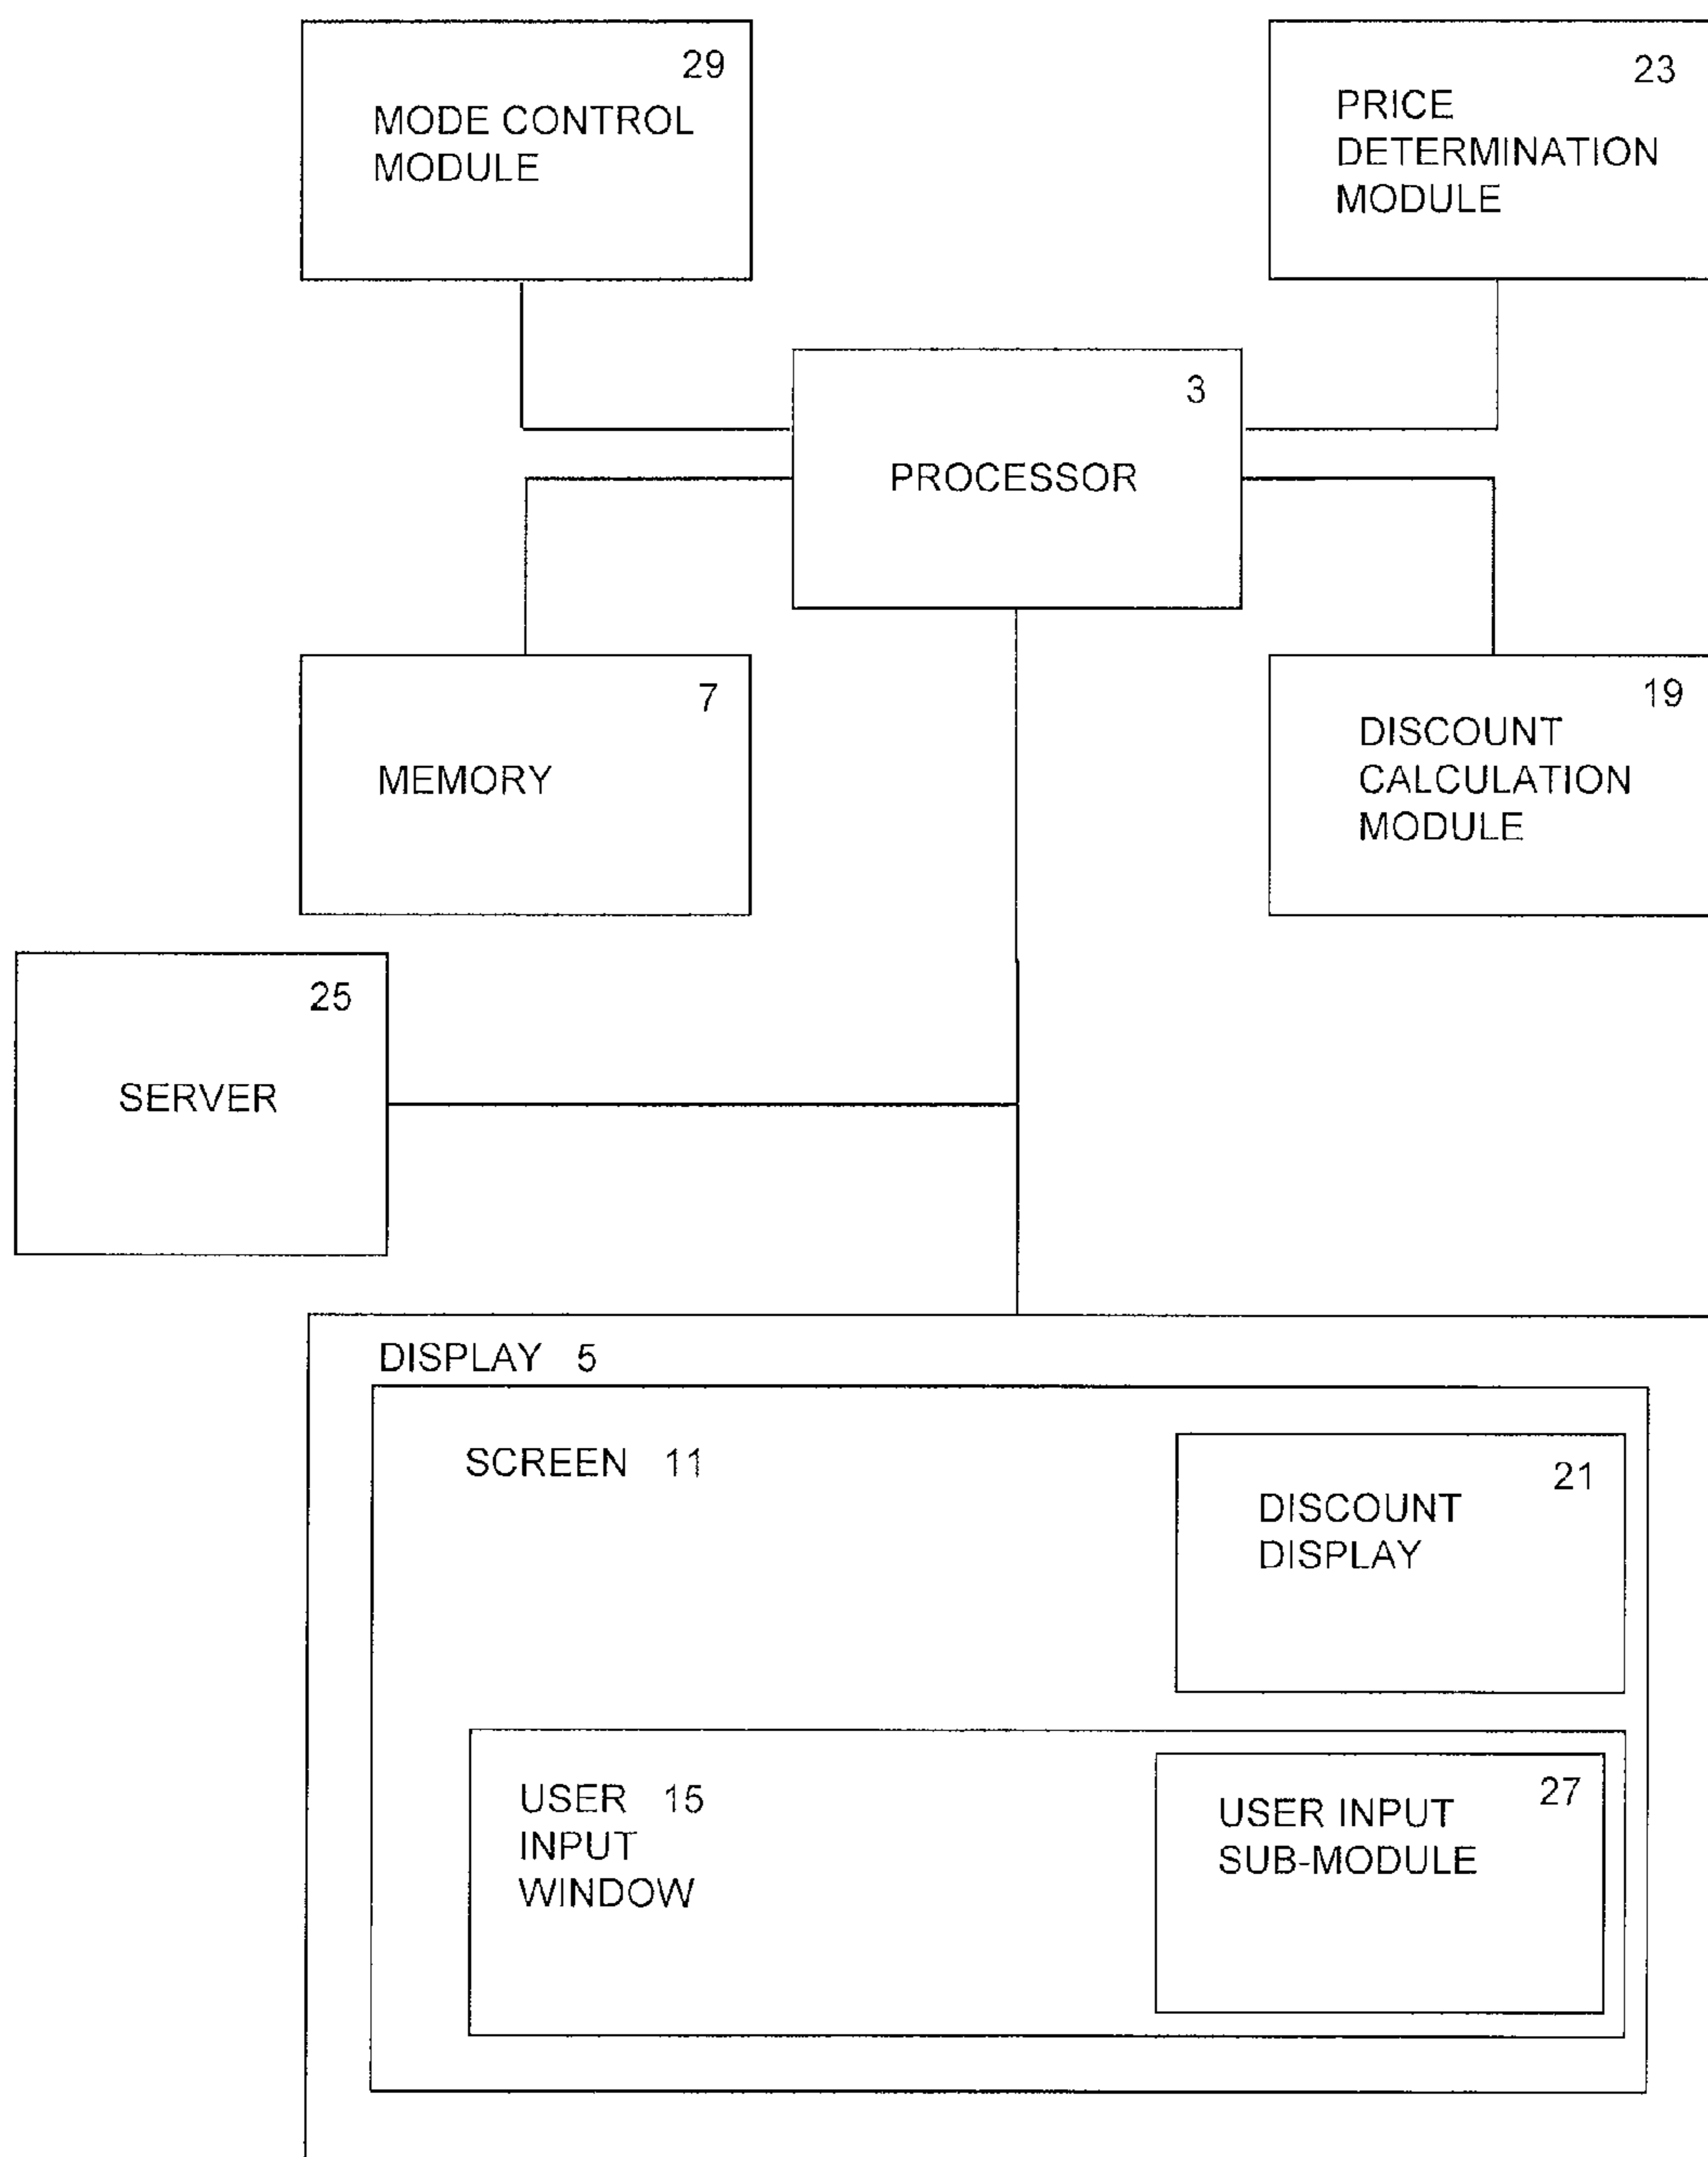 29
MODE CONTROL
MODULE
23
PRICE
DETERMINATION
MODULE
3
PROCESSOR
7
MEMORY
19
DISCOUNT
CALCULATION
MODULE
25
SERVER
DISPLAY 5
SCREEN 11
21
DISCOUNT
DISPLAY
USER 15
INPUT
WINDOW
27
USER INPUT
SUB-MODULE